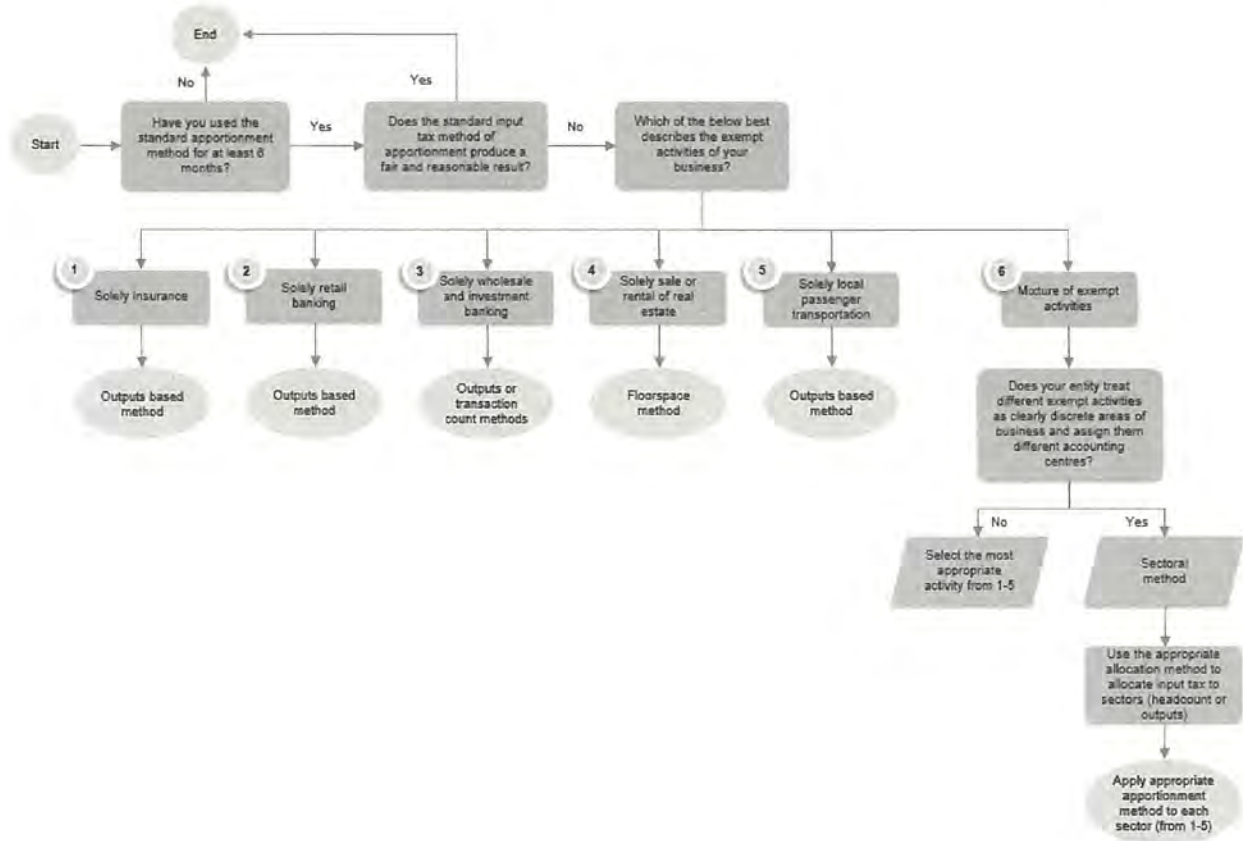 End
No
Yes
Start
Have you used the
standard apportionment
method for at least 6
months?
Yes
Does the standard input
tax method of
apportionment produce a
fair and reasonable result?
No
Which of the below best
describes the exempt
activities of your
business?
1
Solely insurance
2
Solely retail
banking
3
Solely wholesale
and investment
banking
4
Solely sale or
rental of real
estate
5
Solely local
passenger
transportation
6
Mixture of exempt
activities
Outputs based
method
Outputs based
method
Outputs or
transaction
count methods
Floorspace
method
Outputs based
method
Does your entity treat
different exempt activities
as clearly discrete areas of
business and assign them
different accounting
centres?
No
Yes
Select the most
appropriate
activity from 1-5
Sectoral
method
Use the appropriate
allocation method to
allocate input tax to
sectors (headcount or
outputs)
Apply appropriate
apportionment
method to each
sector (from 1-5)